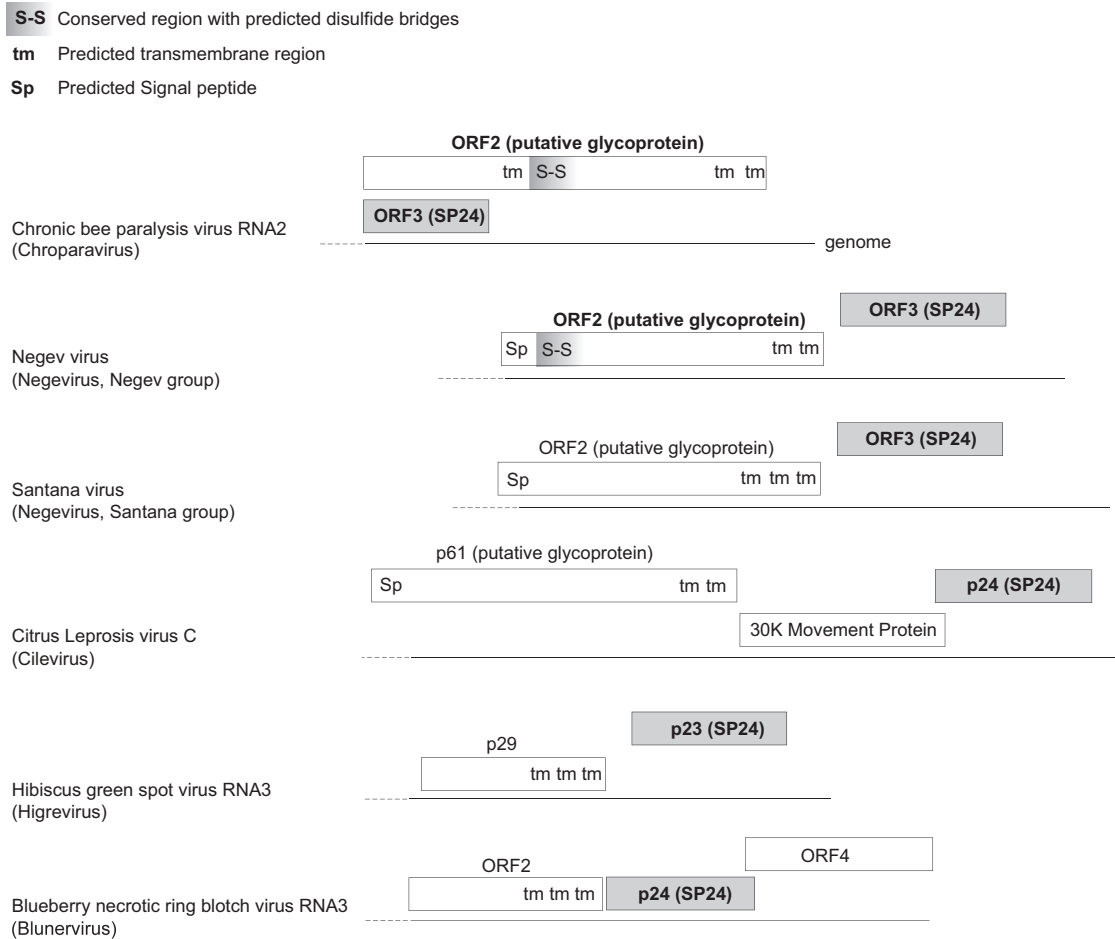 S-S Conserved region with predicted disulfide bridges
tm Predicted transmembrane region
Sp Predicted Signal peptide
ORF2 (putative glycoprotein)
tm S-S tm tm
ORF3 (SP24)
Chronic bee paralysis virus RNA2
(Chroparavirus)
genome
ORF3 (SP24)
ORF2 (putative glycoprotein)
Sp S-S tm tm
Negev virus
(Negevirus, Negev group)
ORF3 (SP24)
ORF2 (putative glycoprotein)
Sp tm tm tm
Santana virus
(Negevirus, Santana group)
p61 (putative glycoprotein)
Sp tm tm
p24 (SP24)
30K Movement Protein
Citrus Leprosis virus C
(Cilevirus)
p23 (SP24)
p29
tm tm tm
Hibiscus green spot virus RNA3
(Higrevirus)
ORF4
ORF2
tm tm tm
p24 (SP24)
Blueberry necrotic ring blotch virus RNA3
(Blunervirus)